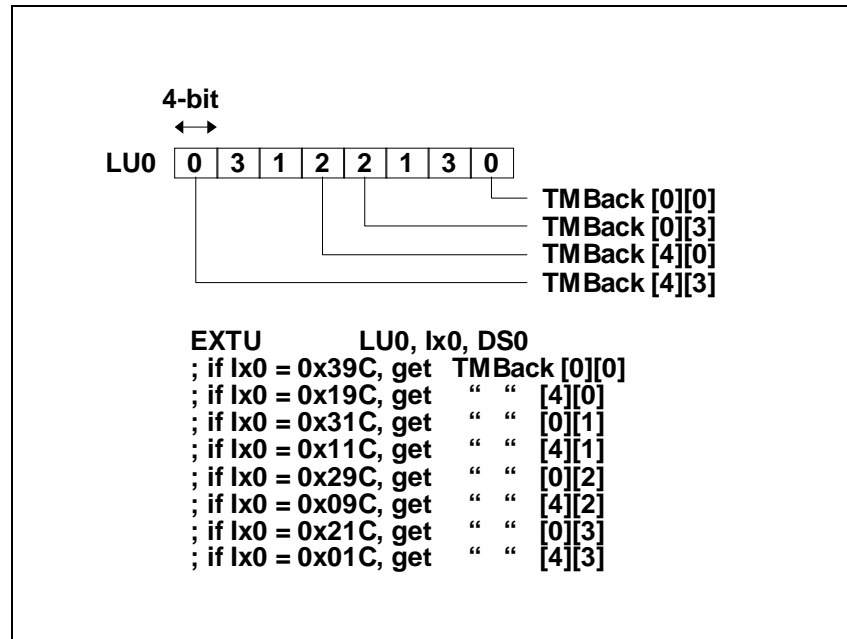 4-bit
LU0 0 3 1 2 2 1 3 0
TMBack [0][0]
TMBack [0][3]
TMBack [4][0]
TMBack [4][3]
EXTU LU0, Ix0, DS0
; if Ix0 = 0x39C, get TMBack [0][0]
; if Ix0 = 0x19C, get “ “ [4][0]
; if Ix0 = 0x31C, get “ “ [0][1]
; if Ix0 = 0x11C, get “ “ [4][1]
; if Ix0 = 0x29C, get “ “ [0][2]
; if Ix0 = 0x09C, get “ “ [4][2]
; if Ix0 = 0x21C, get “ “ [0][3]
; if Ix0 = 0x01C, get “ “ [4][3]